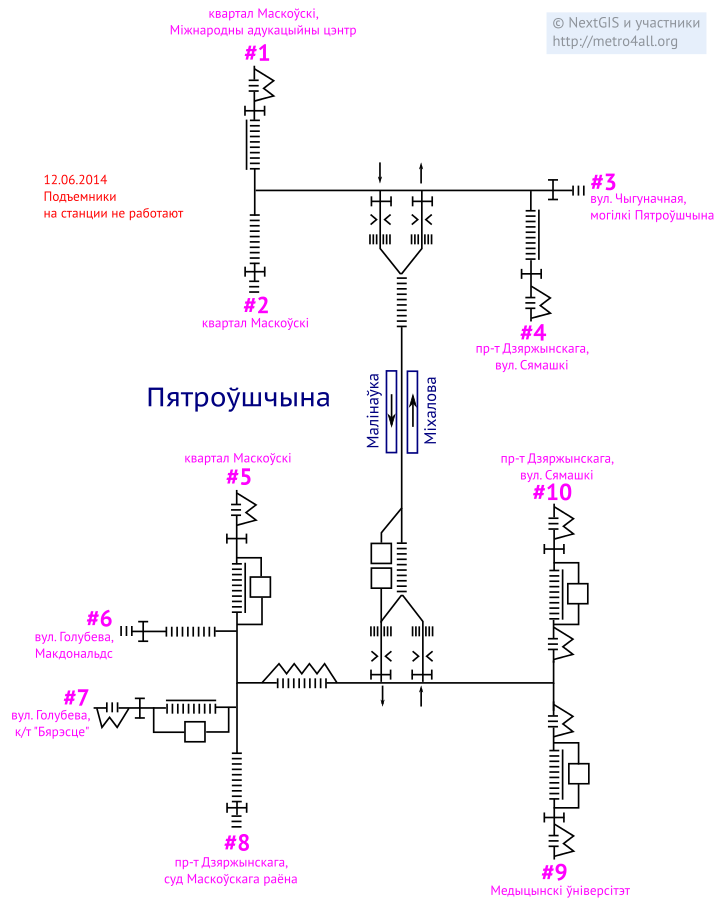 квартал Маскоўскі,
Міжнародны адукацыйны цэнтр
#1
© NextGIS и участники
http://metro4all.org
12.06.2014
Подъемники
на станции не работают
#3
вул. Чыгуначная,
могілкі Пятроўшчына
#2
квартал Маскоўскі
#4
пр-т Дзяржынскага,
вул. Сямашкі
Пятроўшчына
Малінаўка
Міхалова
квартал Маскоўскі
#5
пр-т Дзяржынскага,
вул. Сямашкі
#10
#6
вул. Голубева,
Макдональдс
#7
вул. Голубева,
к/т "Бярэсце"
#8
пр-т Дзяржынскага,
суд Маскоўскага раёна
#9
Медыцынскі ўніверсітэт